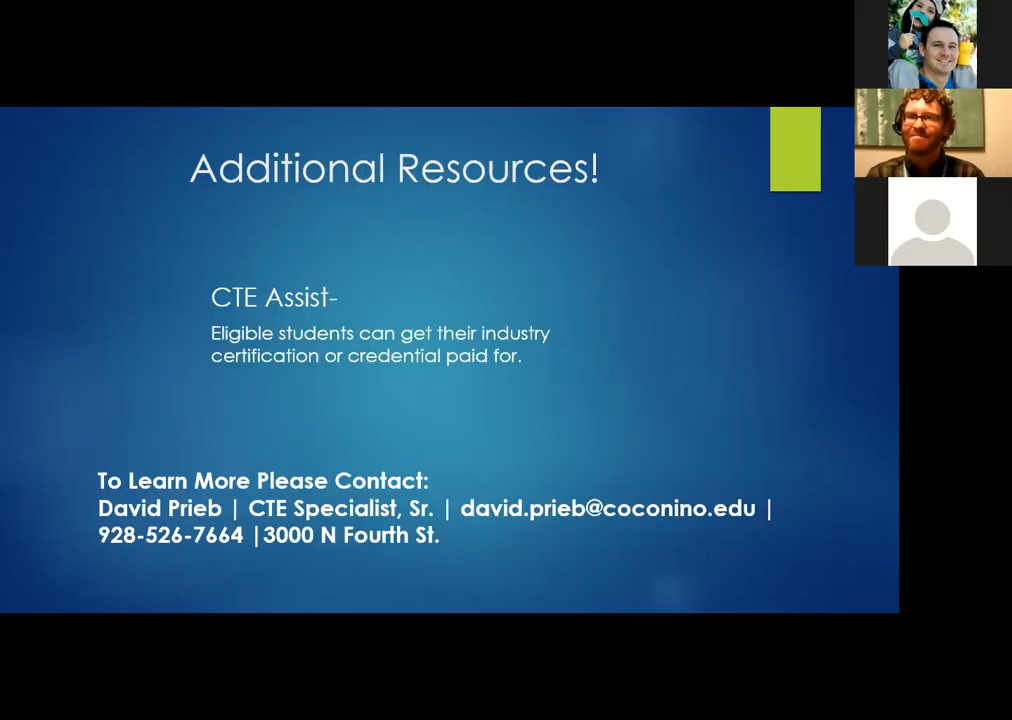 Additional Resources!
CTE Assist-
Eligible students can get their industry
certification or credential paid for.
To Learn More Please Contact:
David Prieb | CTE Specialist, Sr. | david.prieb@coconino.edu |
928-526-7664 |3000 N Fourth St.